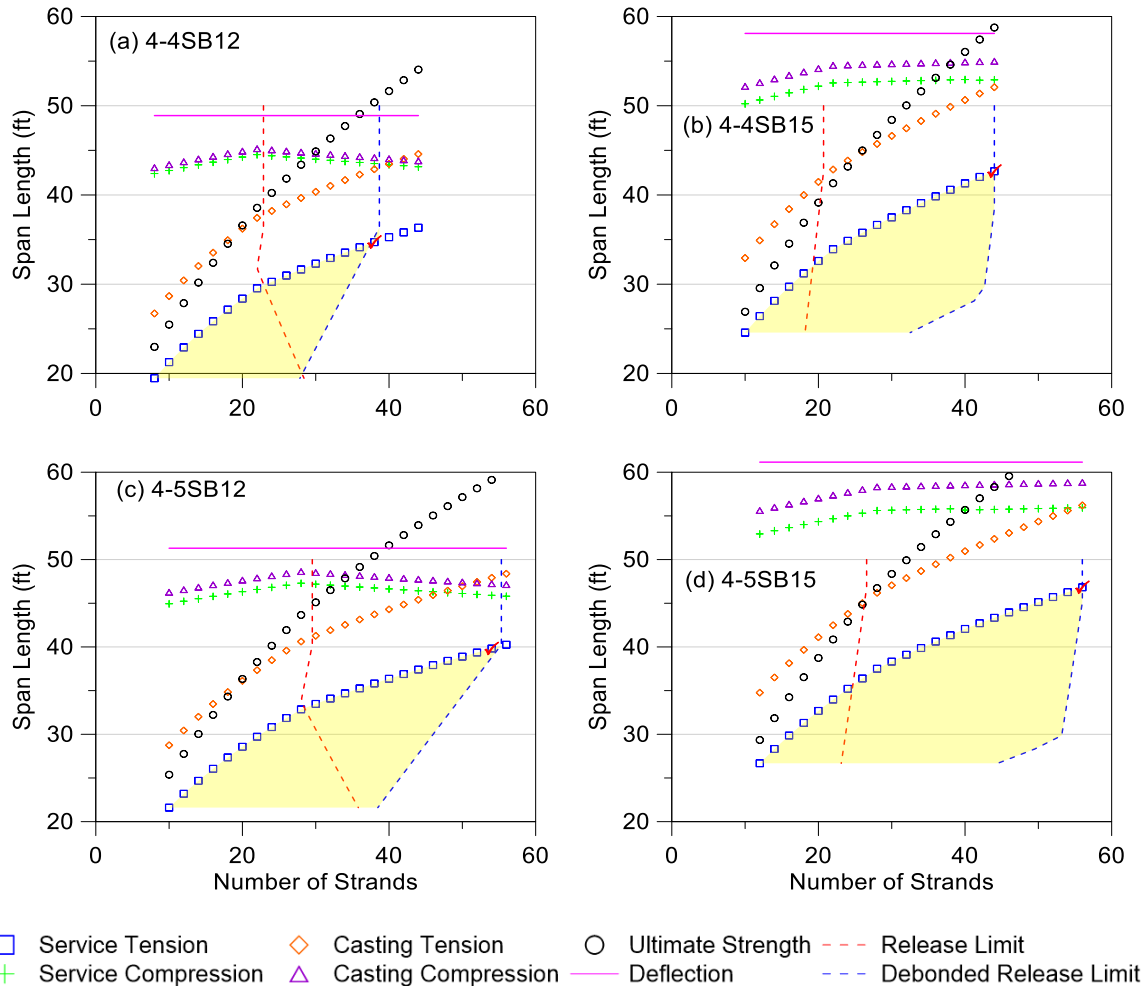 (a) 4-4SB12
Span Length (ft)
60
50
40
30
20
0 20 40 60
(b) 4-4SB15
Span Length (ft)
60
50
40
30
20
0 20 40 60
(c) 4-5SB12
Span Length (ft)
60
50
40
30
20
0 20 40 60
Number of Strands
(d) 4-5SB15
Span Length (ft)
60
50
40
30
20
0 20 40 60
Number of Strands
Service Tension Casting Tension Ultimate Strength Release Limit
Service Compression Casting Compression Deflection Debonded Release Limit